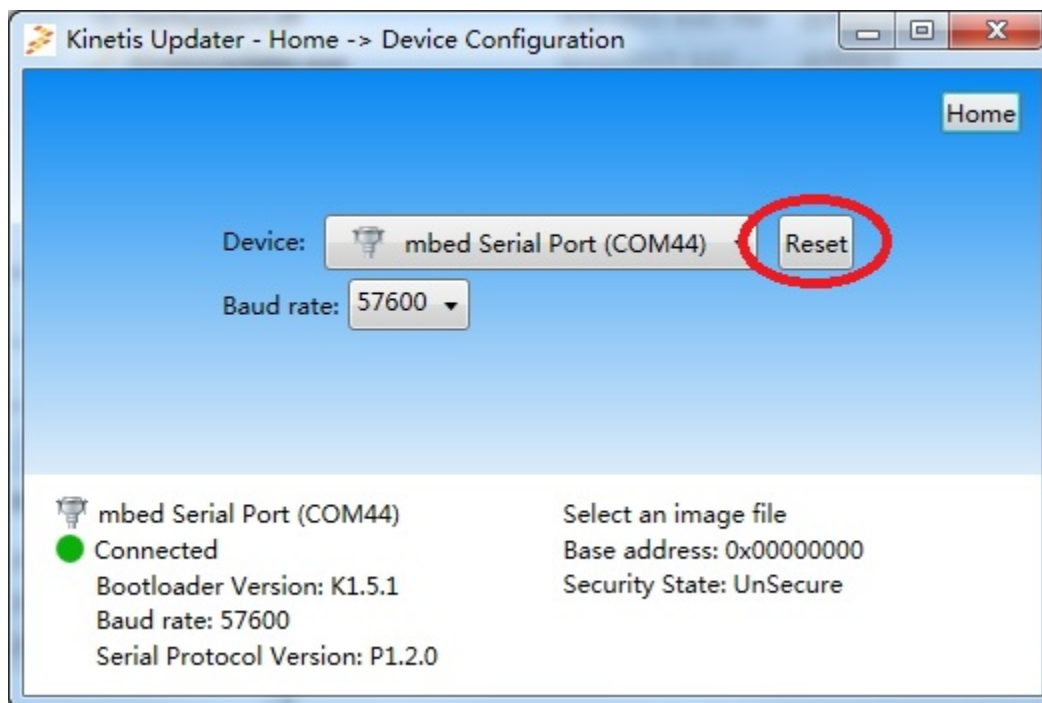 Kinetis Updater - Home -> Device Configuration
Home
Device: mbed Serial Port (COM44) Reset
Baud rate: 57600
mbed Serial Port (COM44)
Connected
Bootloader Version: K1.5.1
Baud rate: 57600
Serial Protocol Version: P1.2.0
Select an image file
Base address: 0x00000000
Security State: UnSecure